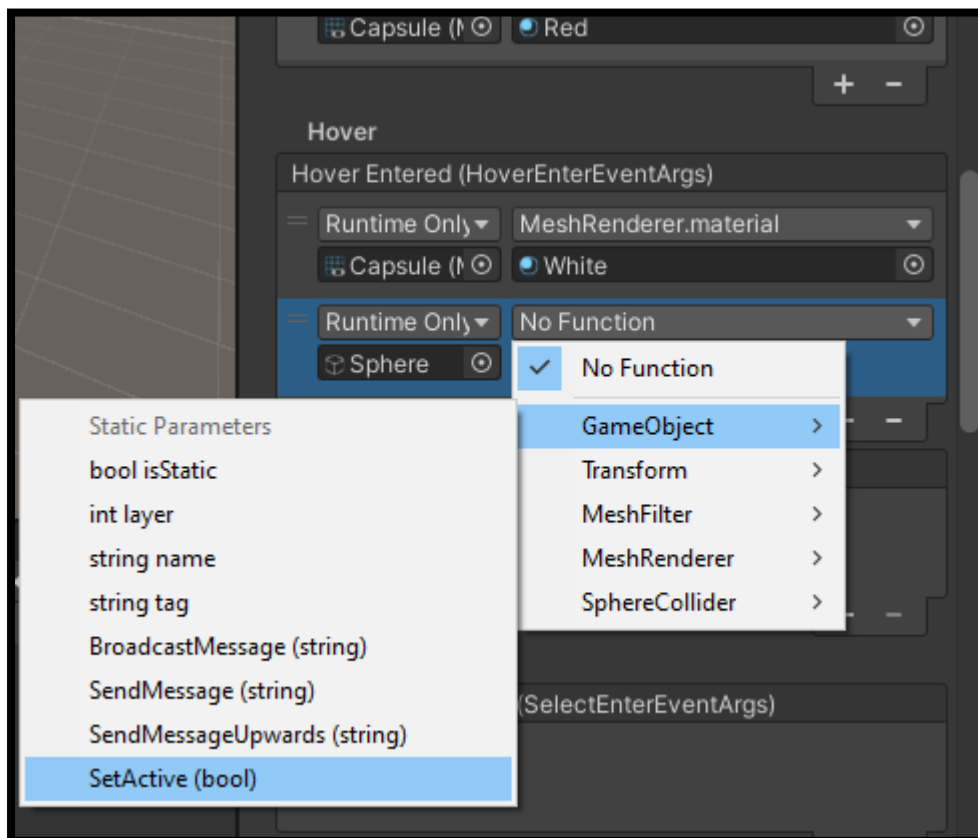 Capsule (M
Red
+ -
Hover
Hover Entered (HoverEnterEventArgs)
Runtime Only
MeshRenderer.material
Capsule (M
White
Runtime Only
No Function
Sphere
No Function
GameObject
Transform
MeshFilter
MeshRenderer
SphereCollider
Static Parameters
bool isStatic
int layer
string name
string tag
BroadcastMessage (string)
SendMessage (string)
SendMessageUpwards (string)
SetActive (bool)
(SelectEnterEventArgs)